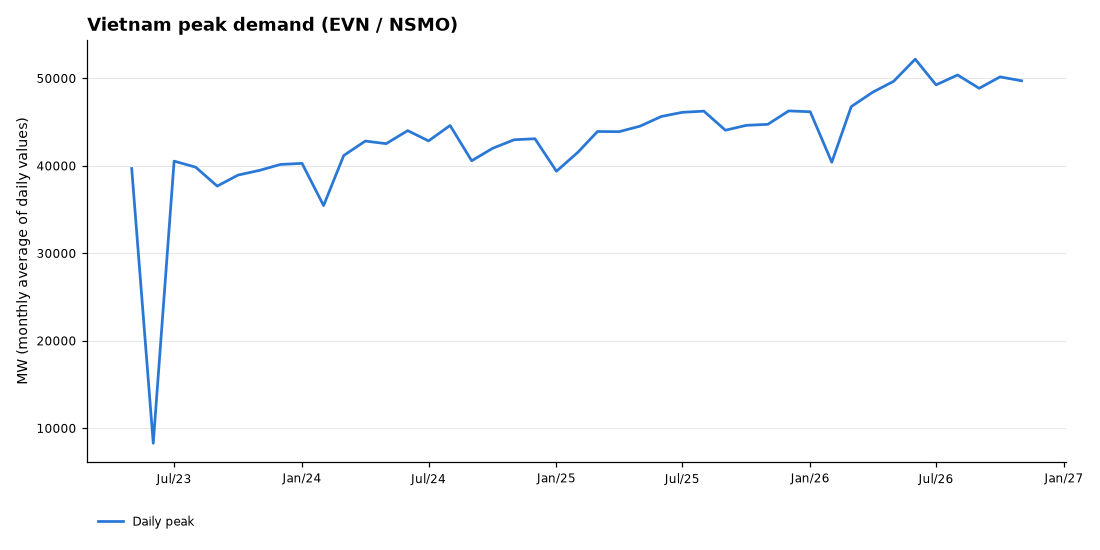 Vietnam peak demand (EVN / NSMO)
MW (monthly average of daily values)
50000
40000
30000
20000
10000
Jul/23 Jan/24 Jul/24 Jan/25 Jul/25 Jan/26 Jul/26 Jan/27
Daily peak